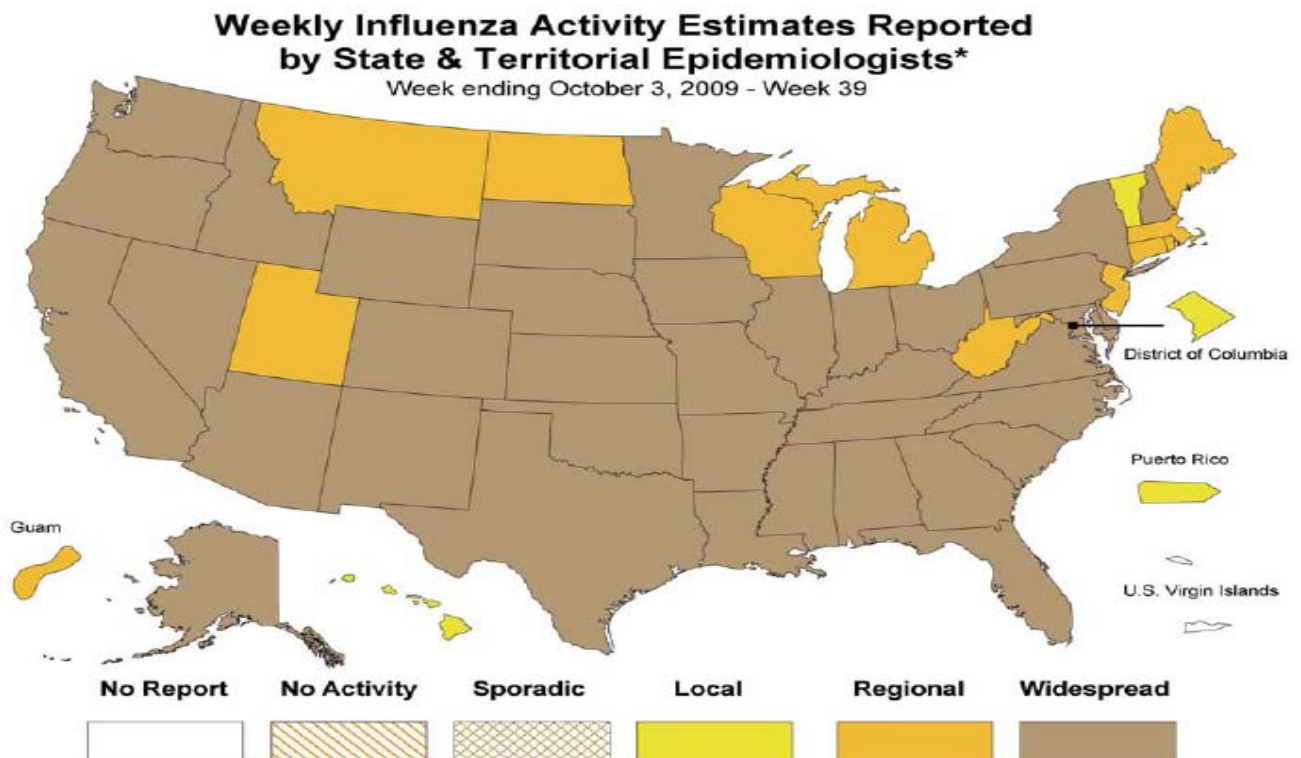 Weekly Influenza Activity Estimates Reported
by State & Territorial Epidemiologists*
Week ending October 3, 2009 - Week 39
District of Columbia
Puerto Rico
Guam
U.S. Virgin Islands
No Report No Activity Sporadic Local Regional Widespread